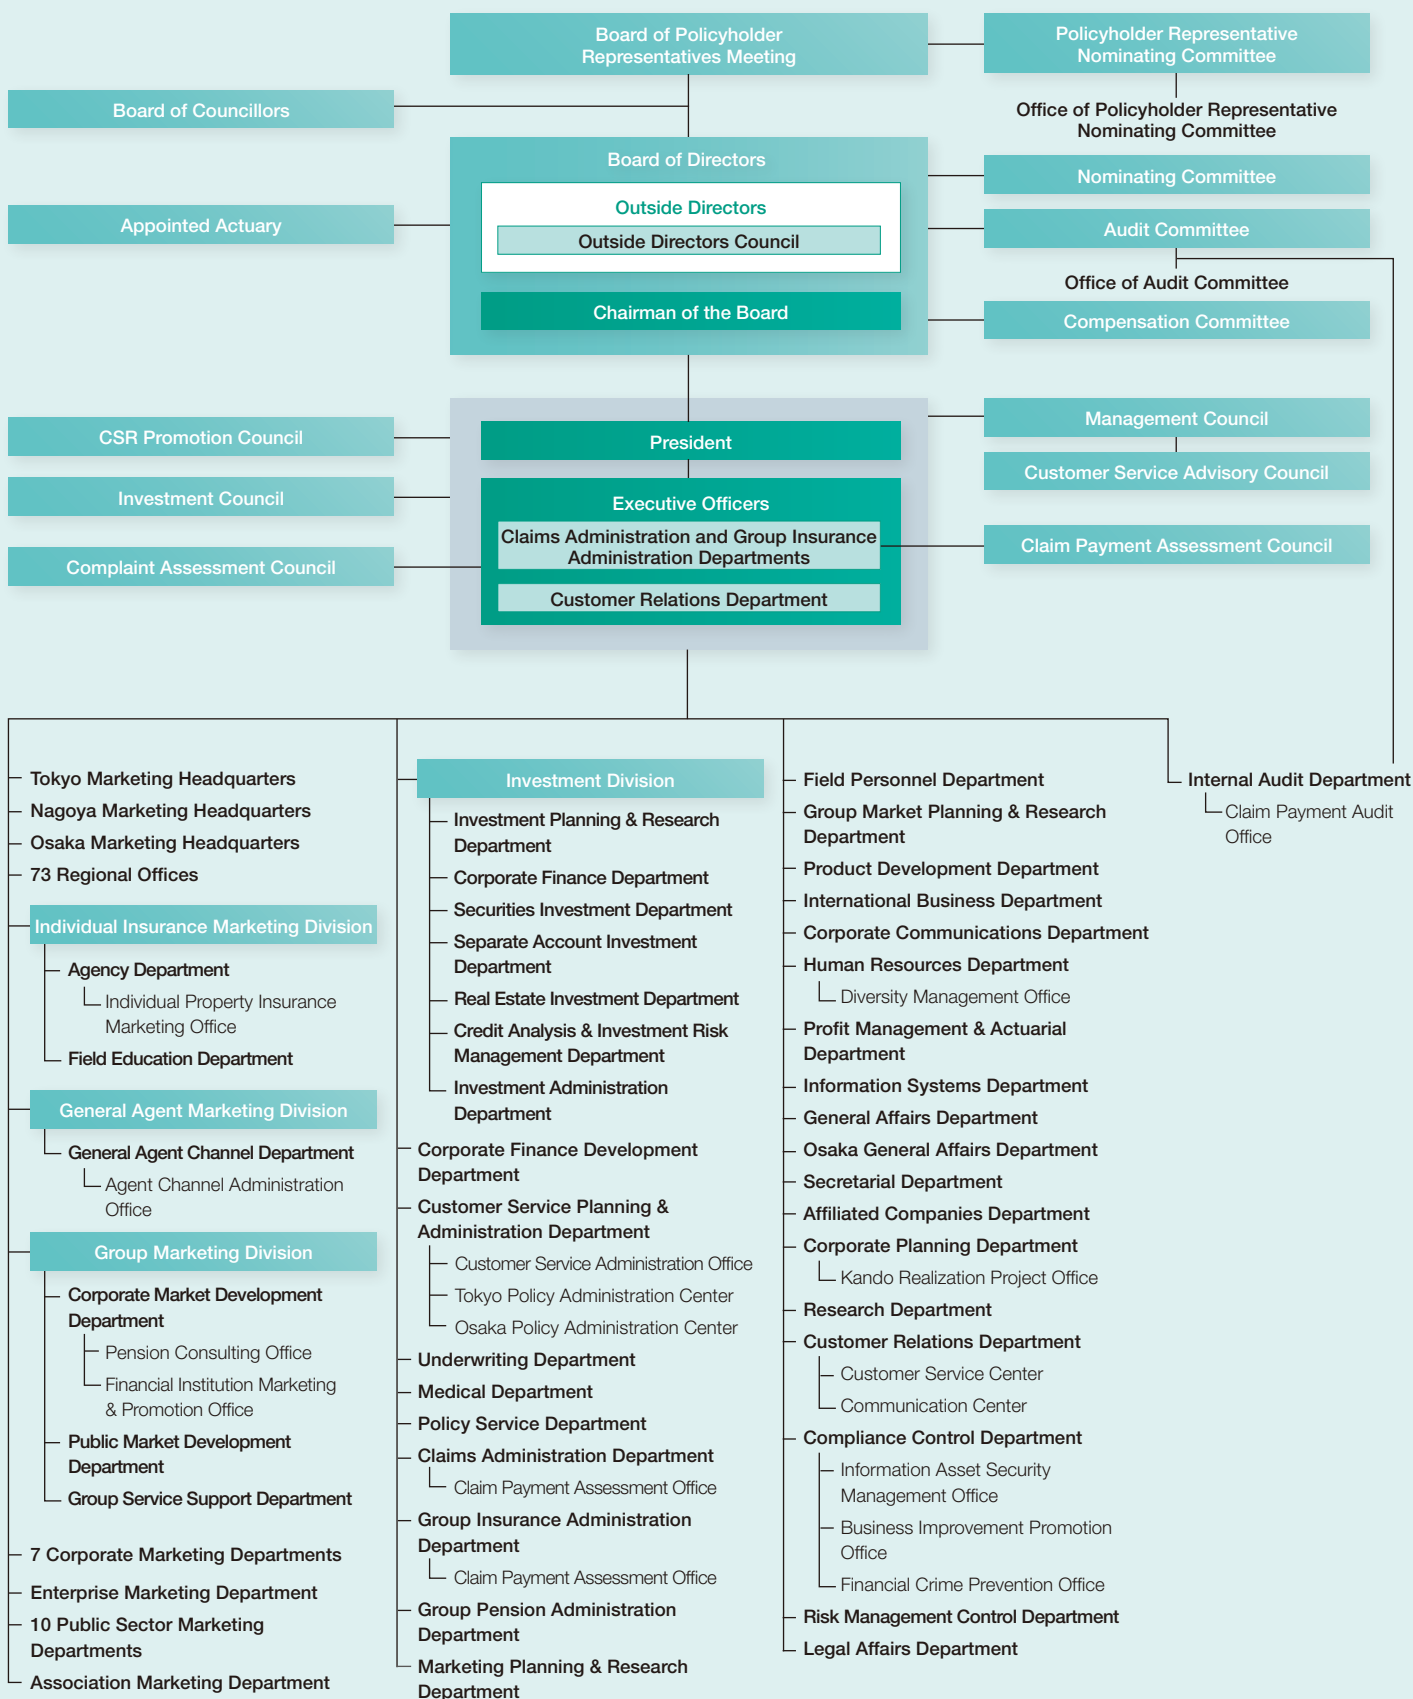 Board of Policyholder
Representatives Meeting
Policyholder Representative
Nominating Committee
Office of Policyholder Representative
Nominating Committee
Board of Councillors
Board of Directors
Outside Directors
Outside Directors Council
Chairman of the Board
Appointed Actuary
Nominating Committee
Audit Committee
Office of Audit Committee
Compensation Committee
CSR Promotion Council
Investment Council
Complaint Assessment Council
President
Executive Officers
Claims Administration and Group Insurance
Administration Departments
Customer Relations Department
Management Council
Customer Service Advisory Council
Claim Payment Assessment Council
Tokyo Marketing Headquarters
Nagoya Marketing Headquarters
Osaka Marketing Headquarters
73 Regional Offices
Individual Insurance Marketing Division
Agency Department
Individual Property Insurance
Marketing Office
Field Education Department
General Agent Marketing Division
General Agent Channel Department
Agent Channel Administration
Office
Group Marketing Division
Corporate Market Development
Department
Pension Consulting Office
Financial Institution Marketing
& Promotion Office
Public Market Development
Department
Group Service Support Department
7 Corporate Marketing Departments
Enterprise Marketing Department
10 Public Sector Marketing
Departments
Association Marketing Department
Investment Division
Investment Planning & Research
Department
Corporate Finance Department
Securities Investment Department
Separate Account Investment
Department
Real Estate Investment Department
Credit Analysis & Investment Risk
Management Department
Investment Administration
Department
Corporate Finance Development
Department
Customer Service Planning &
Administration Department
Customer Service Administration Office
Tokyo Policy Administration Center
Osaka Policy Administration Center
Underwriting Department
Medical Department
Policy Service Department
Claims Administration Department
Claim Payment Assessment Office
Group Insurance Administration
Department
Claim Payment Assessment Office
Group Pension Administration
Department
Marketing Planning & Research
Department
Field Personnel Department
Group Market Planning & Research
Department
Product Development Department
International Business Department
Corporate Communications Department
Human Resources Department
Diversity Management Office
Profit Management & Actuarial
Department
Information Systems Department
General Affairs Department
Osaka General Affairs Department
Secretarial Department
Affiliated Companies Department
Corporate Planning Department
Kando Realization Project Office
Research Department
Customer Relations Department
Customer Service Center
Communication Center
Compliance Control Department
Information Asset Security
Management Office
Business Improvement Promotion
Office
Financial Crime Prevention Office
Risk Management Control Department
Legal Affairs Department
Internal Audit Department
Claim Payment Audit
Office